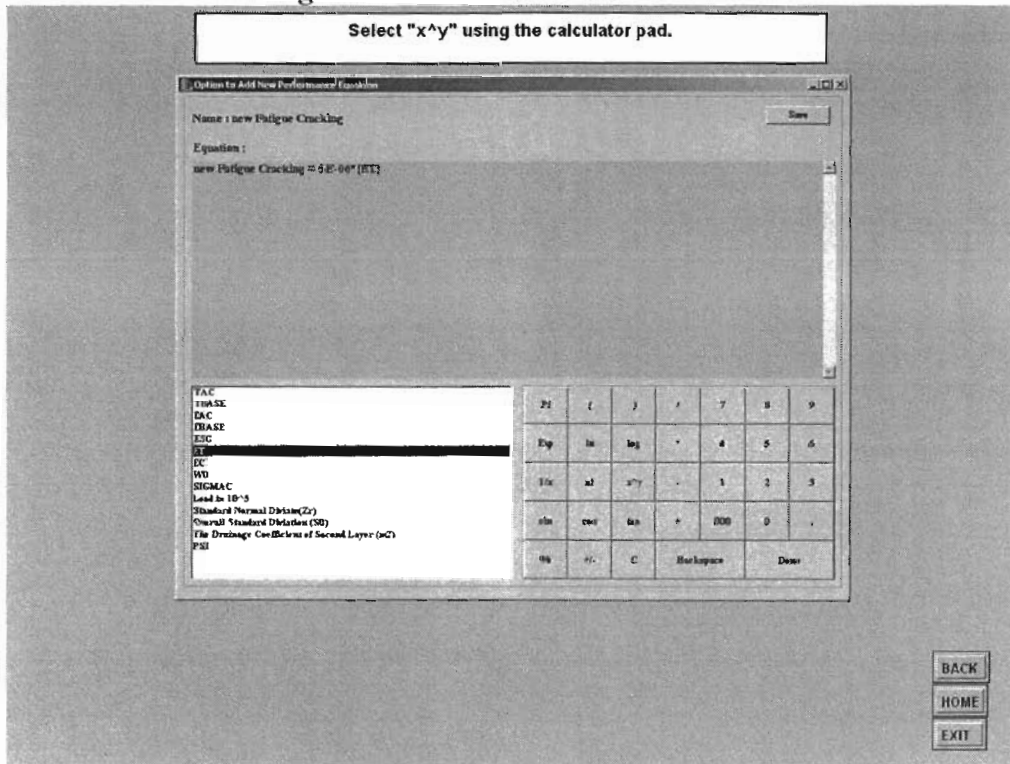 Select "x^y" using the calculator pad.
Option to Add New Performance Equation
Name : new Fatigue Cracking
Save
Equation :
new Fatigue Cracking = 6E-06* [ET]
TAC
TBASE
EAC
EBASE
ESG
ET
EC
W0
SIGMAC
Load in 10^5
Standard Normal Diviate(Zr)
Overall Standard Diviation (S0)
The Drainage Coefficient of Second Layer (m2)
PSI
PI ( ) / 7 8 9
Exp ln log * 4 5 6
1/x n! x^y - 1 2 3
sin cos tan + 000 0 .
% +/- C Backspace Done
BACK
HOME
EXIT